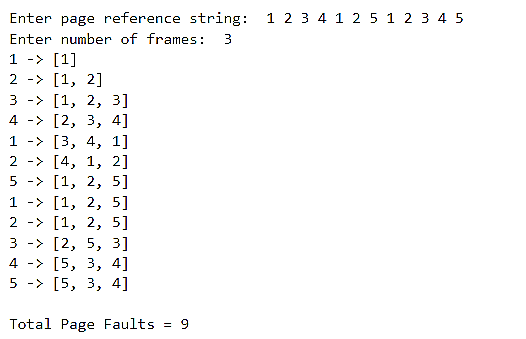 Enter page reference string:  1 2 3 4 1 2 5 1 2 3 4 5
Enter number of frames:  3
1 -> [1]
2 -> [1, 2]
3 -> [1, 2, 3]
4 -> [2, 3, 4]
1 -> [3, 4, 1]
2 -> [4, 1, 2]
5 -> [1, 2, 5]
1 -> [1, 2, 5]
2 -> [1, 2, 5]
3 -> [2, 5, 3]
4 -> [5, 3, 4]
5 -> [5, 3, 4]

Total Page Faults = 9